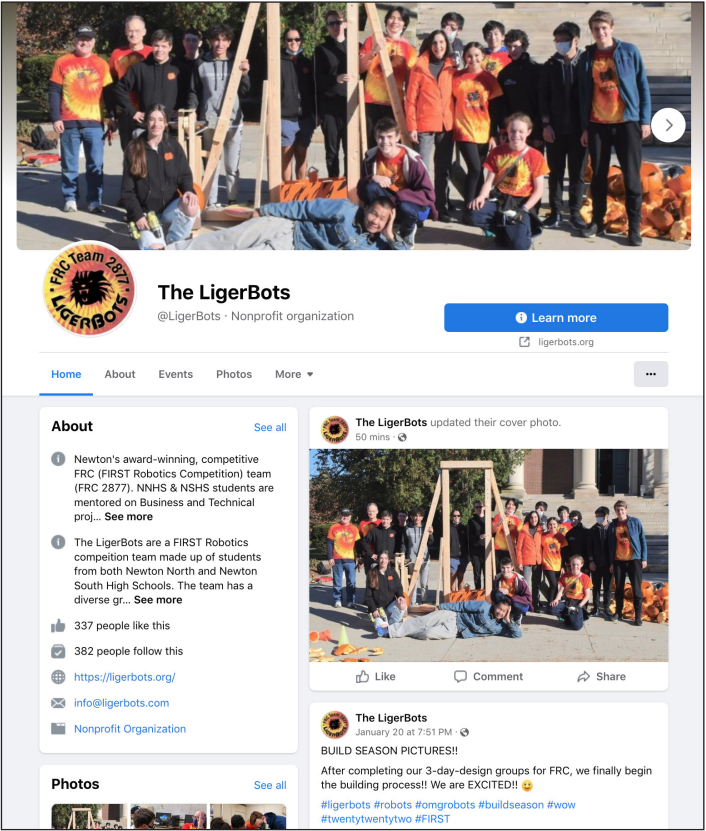 FRC Team 2877
LIGERBOTS
The LigerBots
@LigerBots · Nonprofit organization
Learn more
ligerbots.org
Home
About
Events
Photos
More
About
See all
Newton's award-winning, competitive
FRC (FIRST Robotics Competition) team
(FRC 2877). NNHS & NSHS students are
mentored on Business and Technical
proj... See more
The LigerBots are a FIRST Robotics
compeition team made up of students
from both Newton North and Newton
South High Schools. The team has a
diverse gr... See more
337 people like this
382 people follow this
https://ligerbots.org/
info@ligerbots.com
Nonprofit Organization
Photos
See all
The LigerBots updated their cover photo.
50 mins ·
Like
Comment
Share
The LigerBots
January 20 at 7:51 PM ·
BUILD SEASON PICTURES!!
After completing our 3-day-design groups for FRC, we finally begin
the building process!! We are EXCITED!! 😀
#ligerbots #robots #omgrobots #buildseason #wow
#twentytwentytwo #FIRST